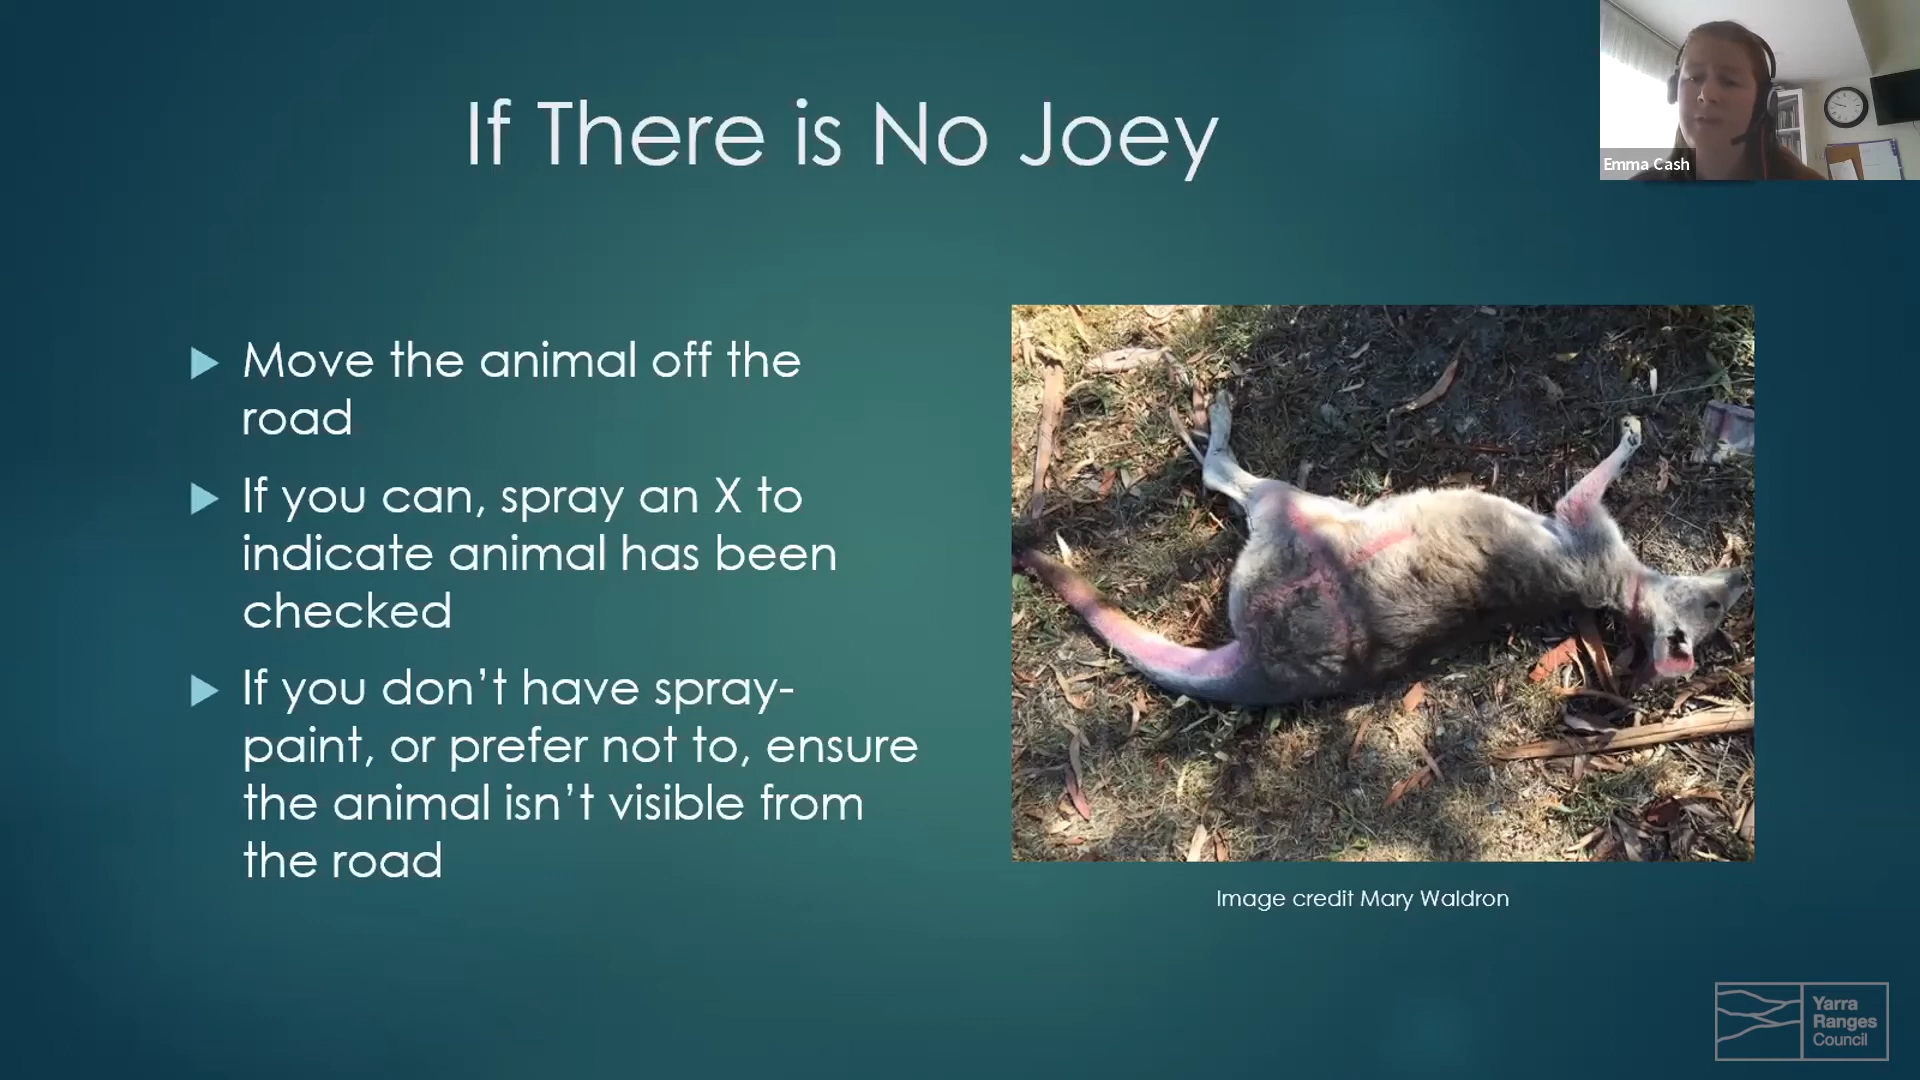 If There is No Joey
Emma Cash
Move the animal off the
road
If you can, spray an X to
indicate animal has been
checked
If you don't have spray-
paint, or prefer not to, ensure
the animal isn't visible from
the road
Image credit Mary Waldron
Yarra
Ranges
Council